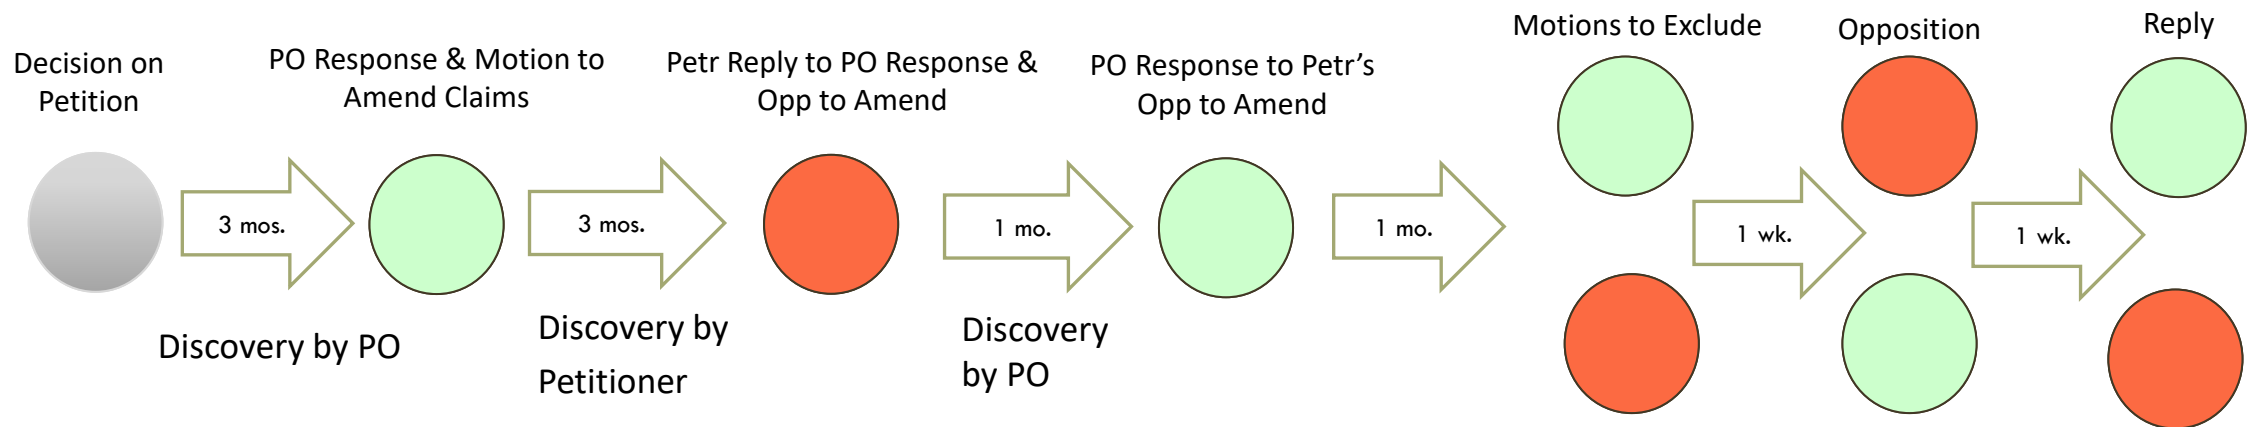 Decision on
Petition
PO Response & Motion to
Amend Claims
Petr Reply to PO Response &
Opp to Amend
PO Response to Petr’s
Opp to Amend
Motions to Exclude
Opposition
Reply
3 mos.
3 mos.
1 mo.
1 mo.
1 wk.
1 wk.
Discovery by PO
Discovery by
Petitioner
Discovery
by PO